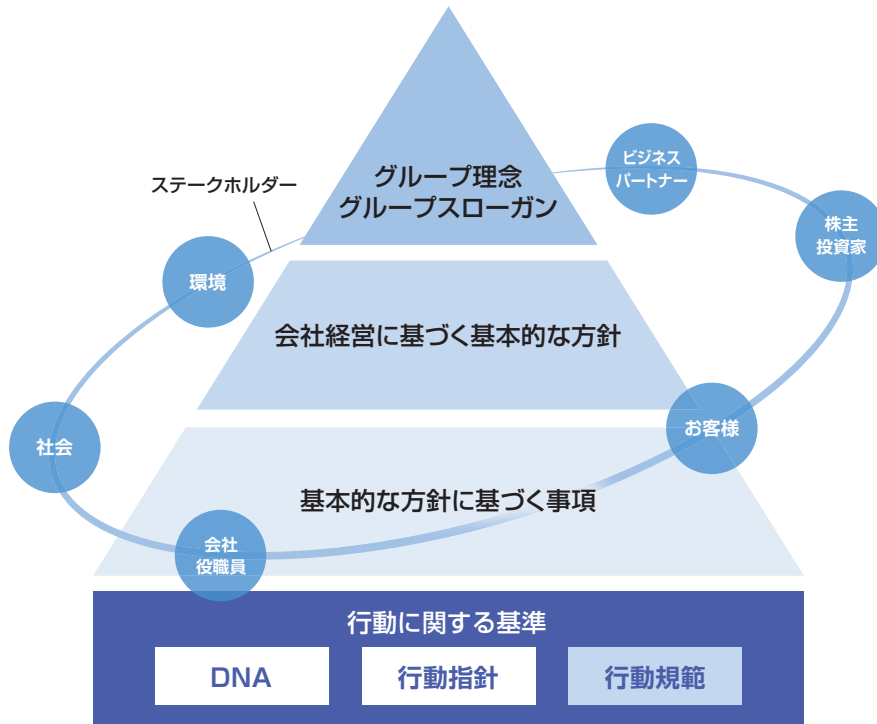 ビジネス
パートナー
グループ理念
グループスローガン
ステークホルダー
株主
投資家
環境
会社経営に基づく基本的な方針
お客様
社会
基本的な方針に基づく事項
会社
役職員
行動に関する基準
DNA
行動指針
行動規範